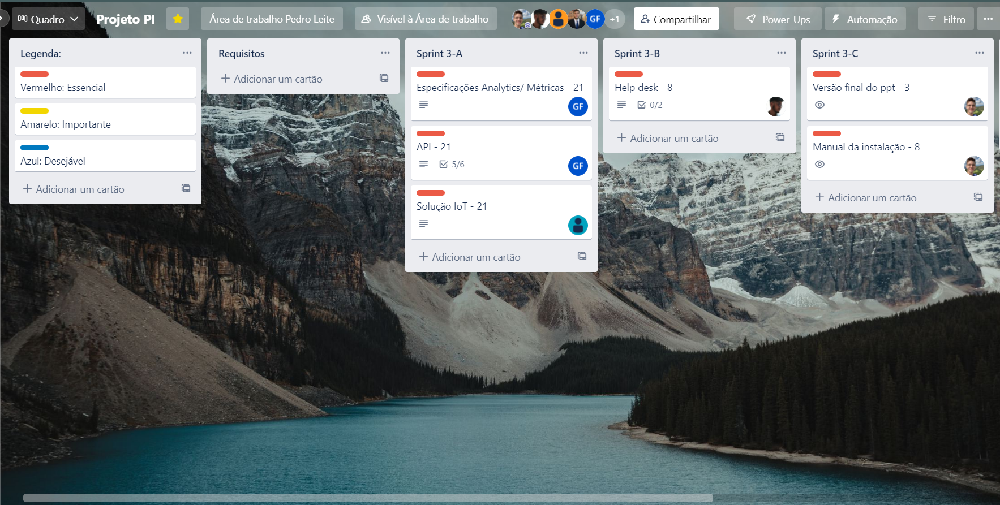 Quadro
Projeto PI
Área de trabalho Pedro Leite
Visível à Área de trabalho
GF
+1
Compartilhar
Power-Ups
Automação
Filtro
Legenda:
Vermelho: Essencial
Amarelo: Importante
Azul: Desejável
+ Adicionar um cartão
Requisitos
+ Adicionar um cartão
Sprint 3-A
Especificações Analytics/ Métricas - 21
GF
API - 21
5/6
GF
Solução IoT - 21
+ Adicionar um cartão
Sprint 3-B
Help desk - 8
0/2
+ Adicionar um cartão
Sprint 3-C
Versão final do ppt - 3
Manual da instalação - 8
+ Adicionar um cartão